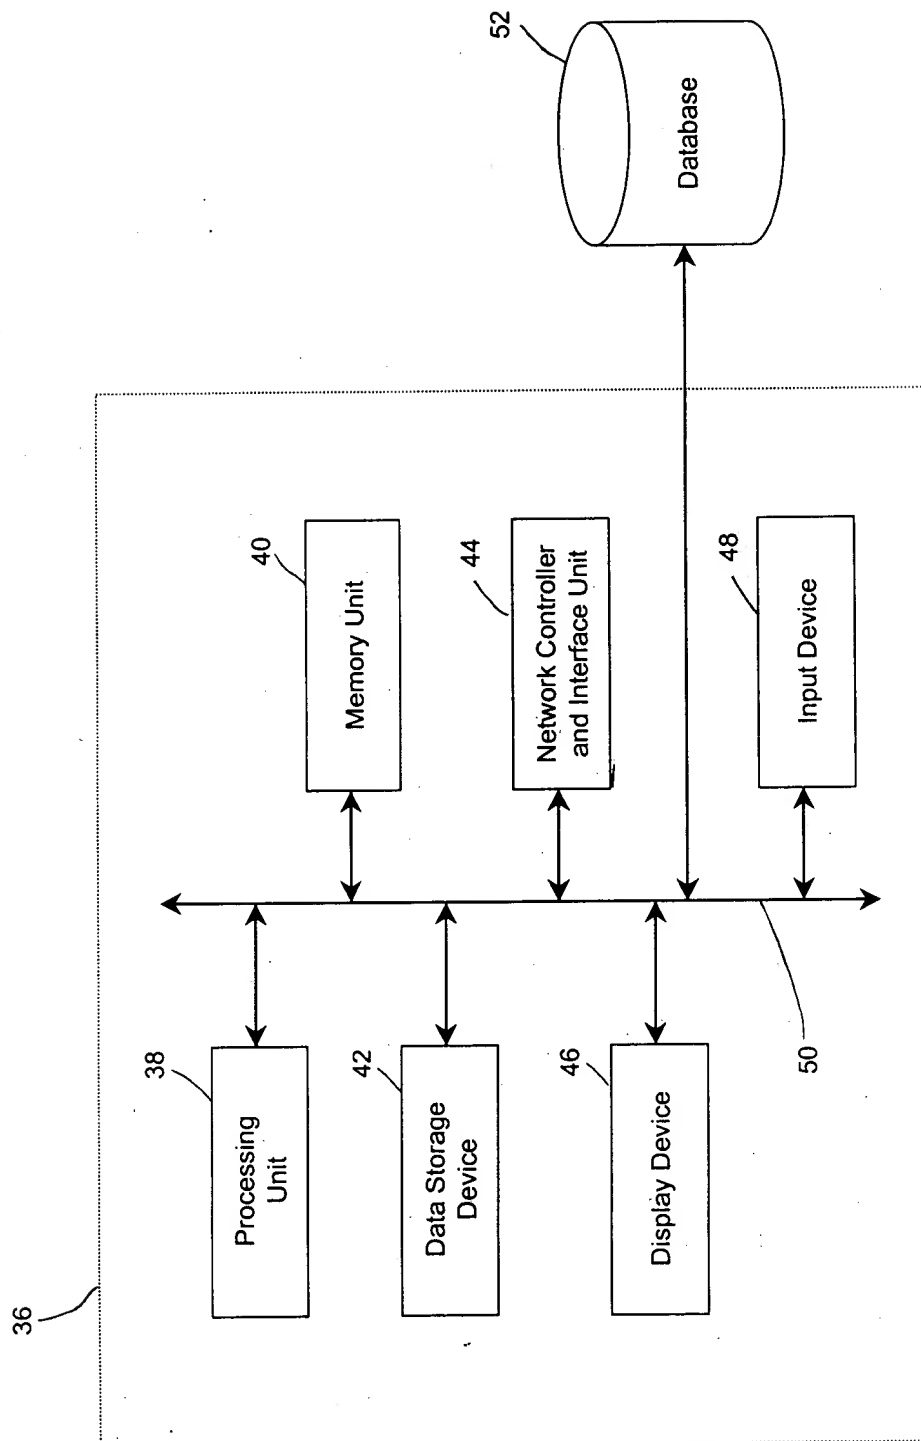 36
38
Processing
Unit
40
Memory Unit
42
Data Storage
Device
44
Network Controller
and Interface Unit
46
Display Device
48
Input Device
50
52
Database